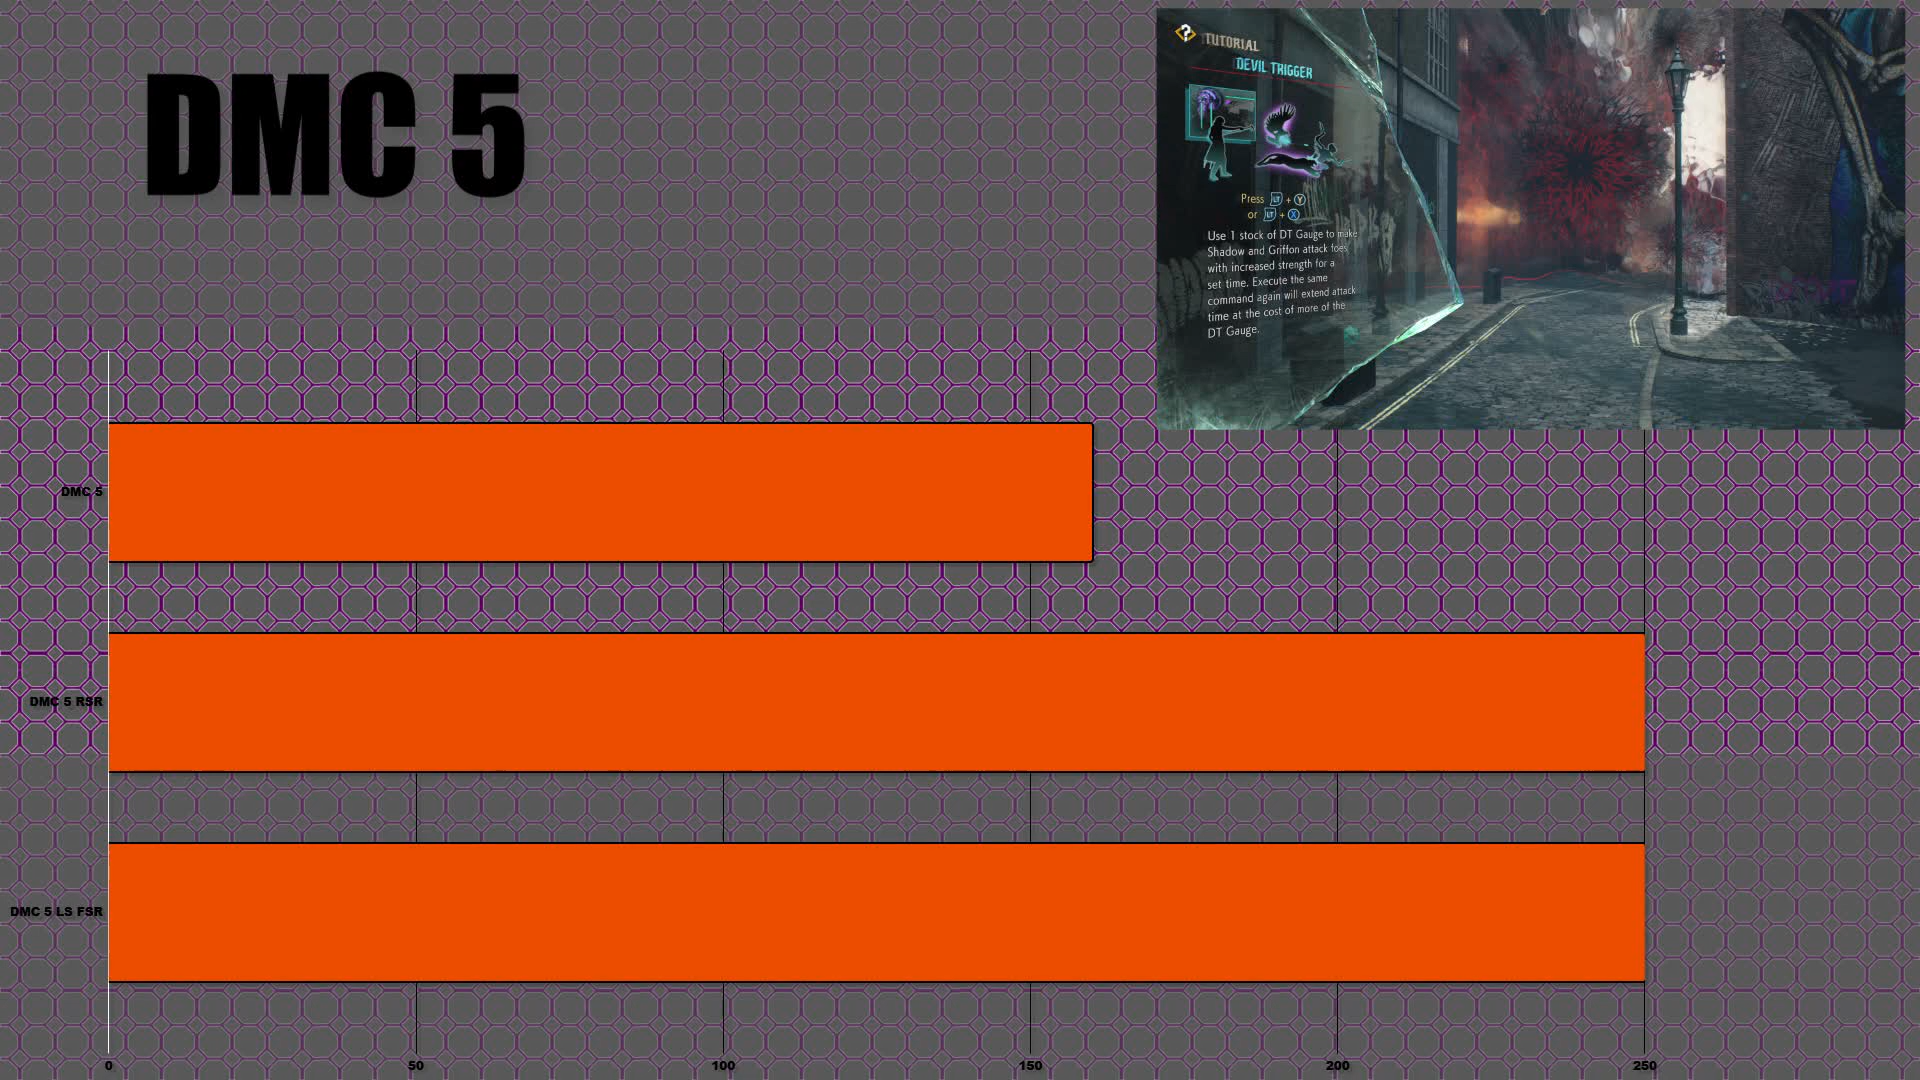 DMC 5
TUTORIAL
DEVIL TRIGGER
Press LT + Y
or LT + X
Use 1 stock of DT Gauge to make
Shadow and Griffon attack foes
with increased strength for a
set time. Execute the same
command again will extend attack
time at the cost of more of the
DT Gauge.
DMC 5
DMC 5 RSR
DMC 5 LS FSR
0 50 100 150 200 250